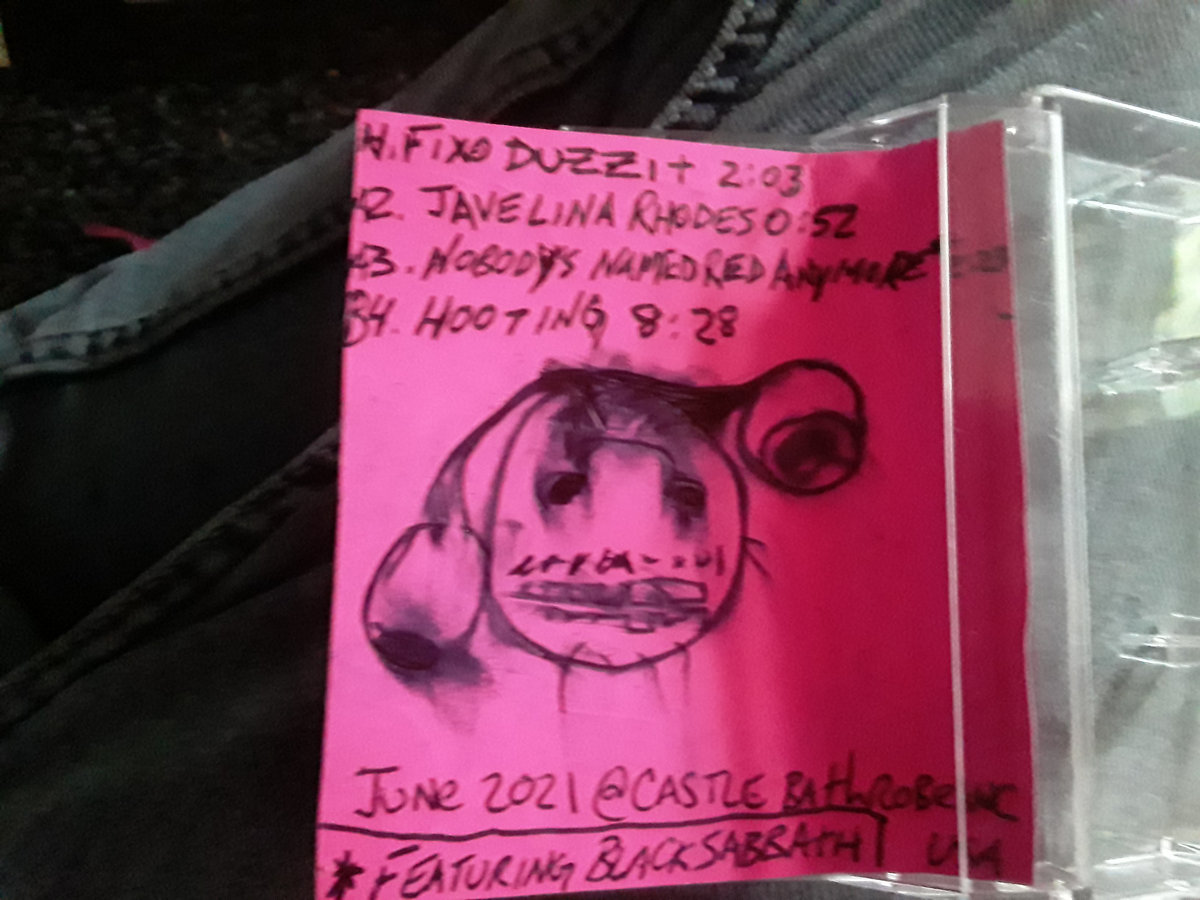 A1. FIXO DUZZIT 2:03
A2. JAVELINA RHODES 0:52
A3. NOBODY'S NAMED RED ANYMORE*
B4. HOOTING 8:28
JUNE 2021 @ CASTLE BATHROBE NC
USA
* FEATURING BLACK SABBATH